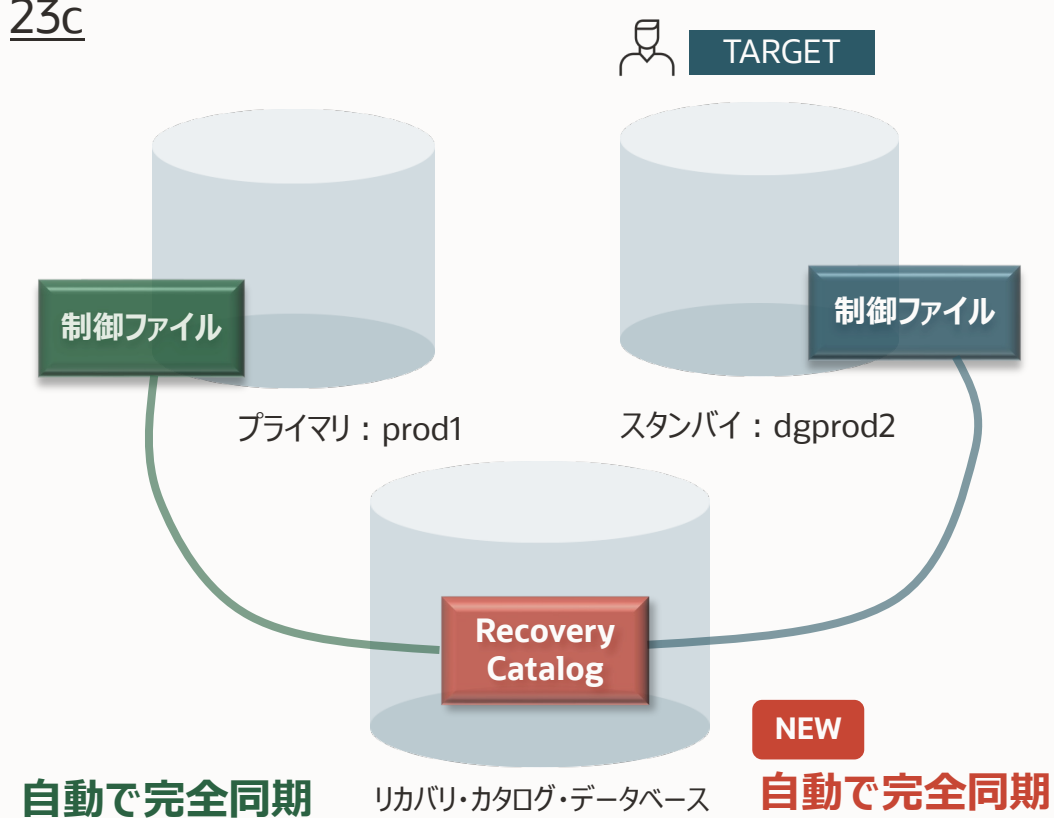 23c
TARGET
制御ファイル
制御ファイル
プライマリ：prod1
スタンバイ：dgprod2
Recovery
Catalog
NEW
自動で完全同期
リカバリ・カタログ・データベース
自動で完全同期